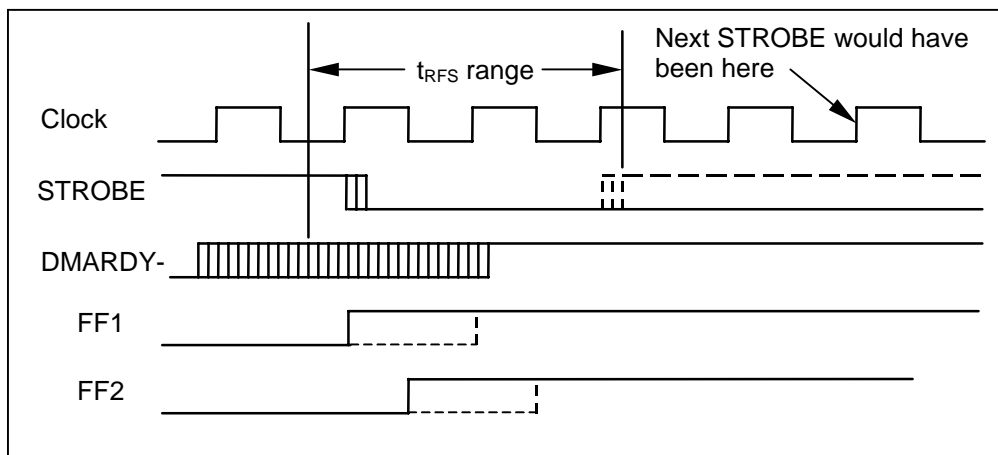 Next STROBE would have
been here
tRFS range
Clock
STROBE
DMARDY-
FF1
FF2